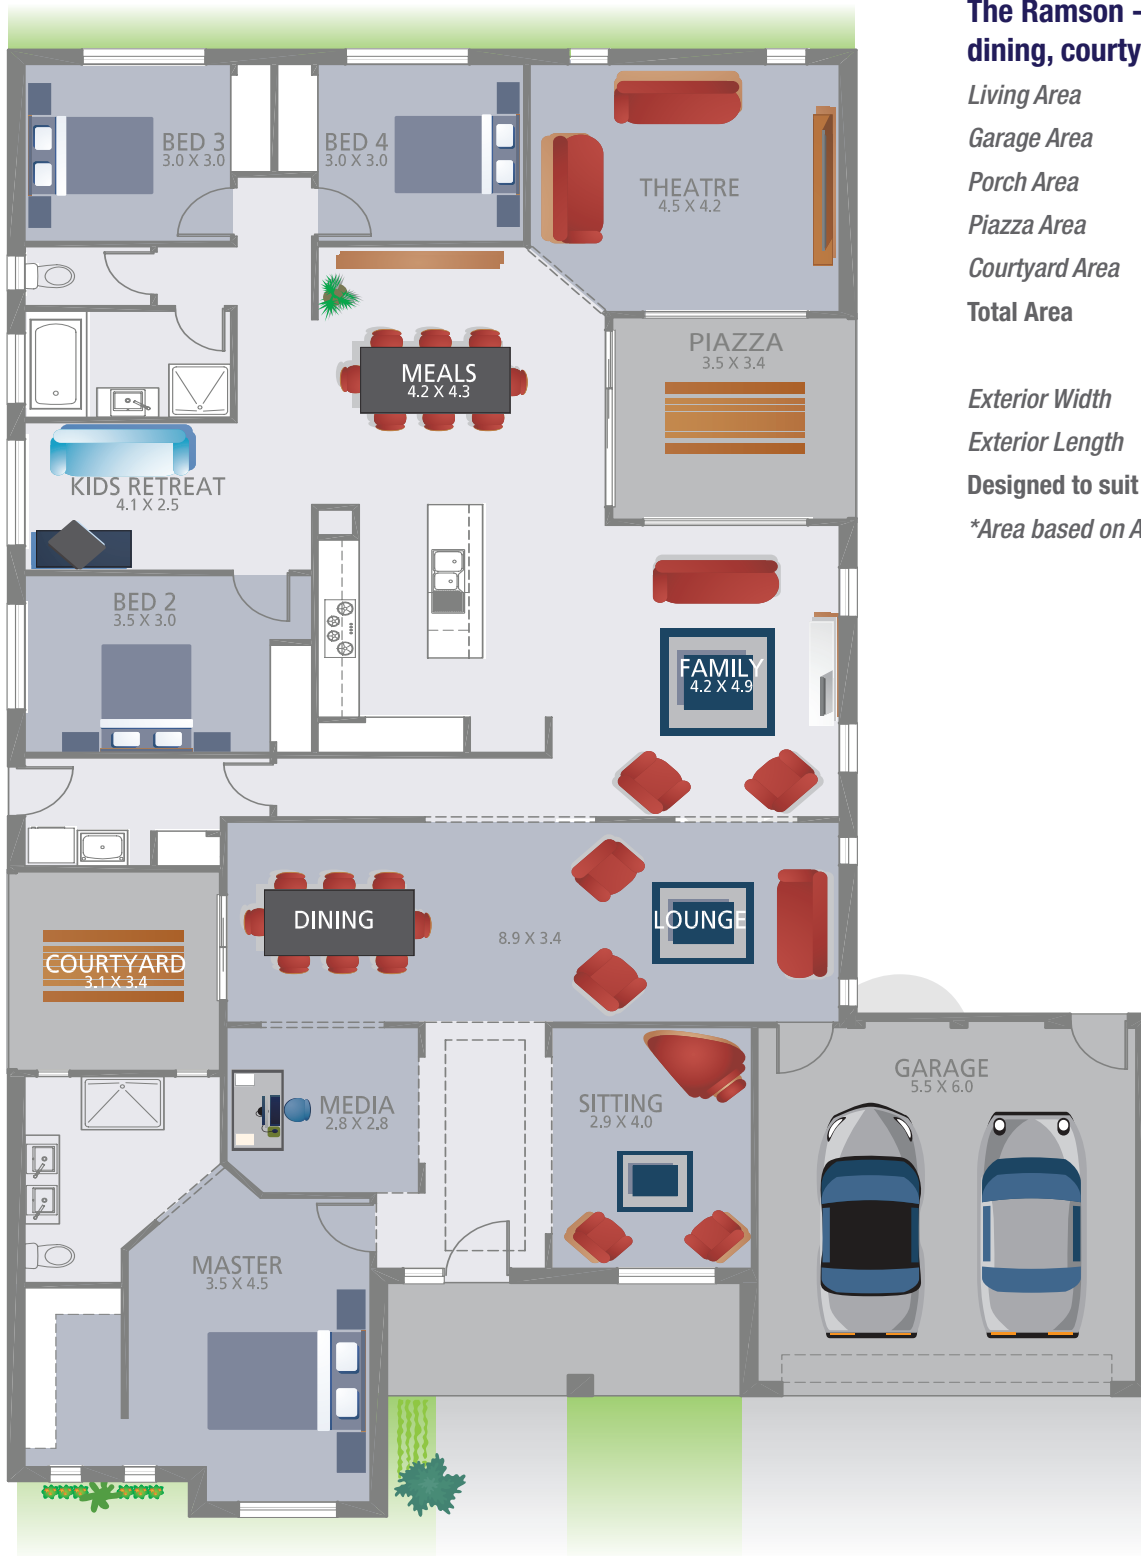 The Ramson -
dining, courty
Living Area
Garage Area
Porch Area
Piazza Area
Courtyard Area
Total Area
Exterior Width
Exterior Length
Designed to suit
*Area based on A
BED 3
3.0 X 3.0
BED 4
3.0 X 3.0
THEATRE
4.5 X 4.2
PIAZZA
3.5 X 3.4
MEALS
4.2 X 4.3
KIDS RETREAT
4.1 X 2.5
BED 2
3.5 X 3.0
FAMILY
4.2 X 4.9
DINING
8.9 X 3.4
LOUNGE
COURTYARD
3.1 X 3.4
MEDIA
2.8 X 2.8
SITTING
2.9 X 4.0
GARAGE
5.5 X 6.0
MASTER
3.5 X 4.5